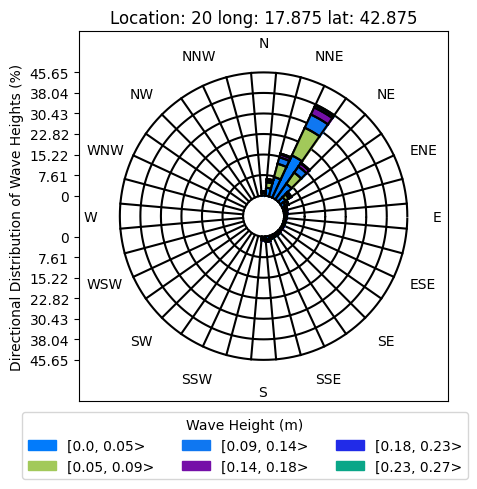 Location: 20 long: 17.875 lat: 42.875
N
NNW
NNE
NW
NE
WNW
ENE
W
E
WSW
ESE
SW
SE
SSW
SSE
S
Directional Distribution of Wave Heights (%)
45.65
38.04
30.43
22.82
15.22
7.61
0
0
7.61
15.22
22.82
30.43
38.04
45.65
Wave Height (m)
[0.0, 0.05> [0.09, 0.14> [0.18, 0.23>
[0.05, 0.09> [0.14, 0.18> [0.23, 0.27>